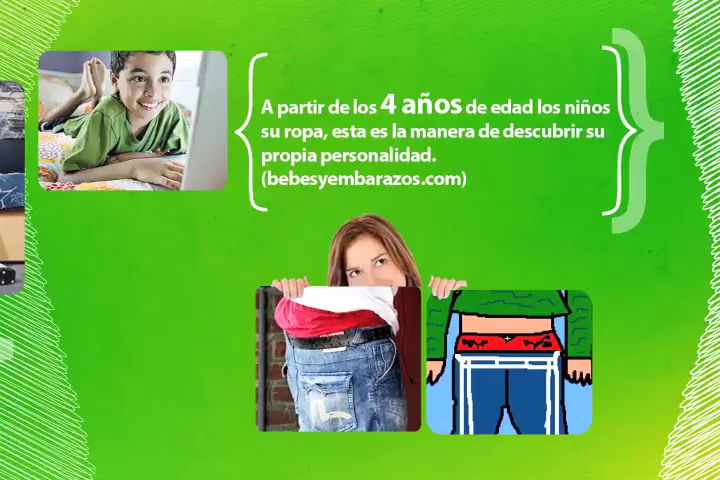 A partir de los 4 años de edad los niños
su ropa, esta es la manera de descubrir su
propia personalidad.
(bebesyembarazos.com)